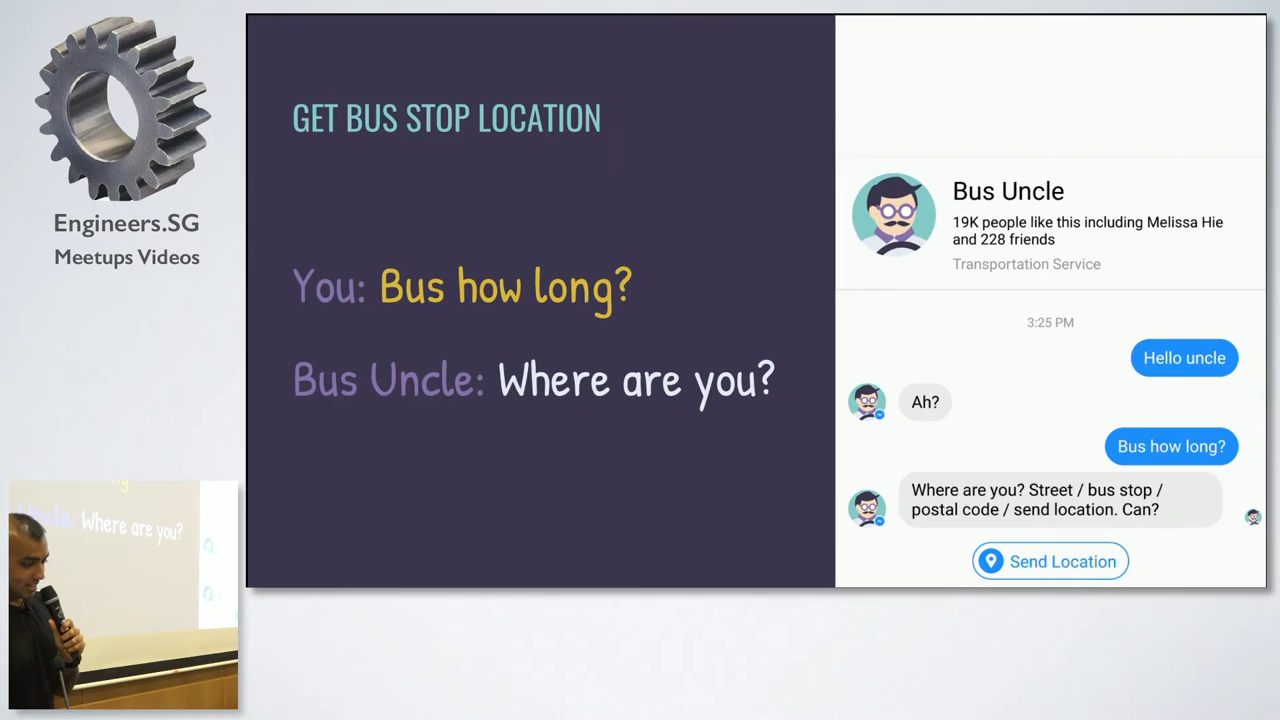 Engineers.SG
Meetups Videos
GET BUS STOP LOCATION
You: Bus how long?
Bus Uncle: Where are you?
Bus Uncle
19K people like this including Melissa Hie
and 228 friends
Transportation Service
3:25 PM
Hello uncle
Ah?
Bus how long?
Where are you? Street / bus stop /
postal code / send location. Can?
Send Location
Uncle: Where are you?